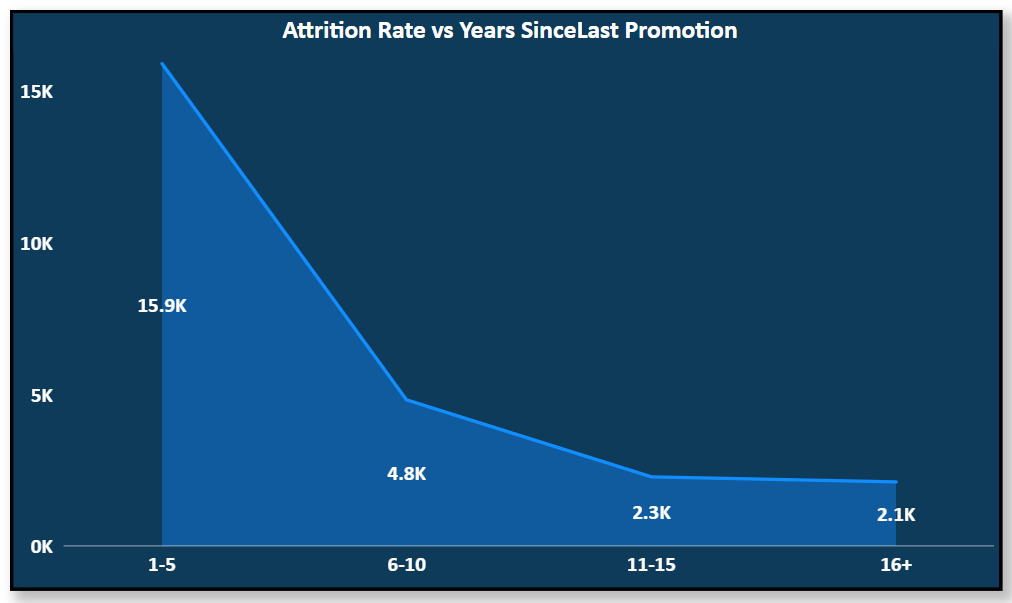 Attrition Rate vs Years SinceLast Promotion
15K
10K
5K
0K
15.9K
4.8K
2.3K
2.1K
1-5
6-10
11-15
16+